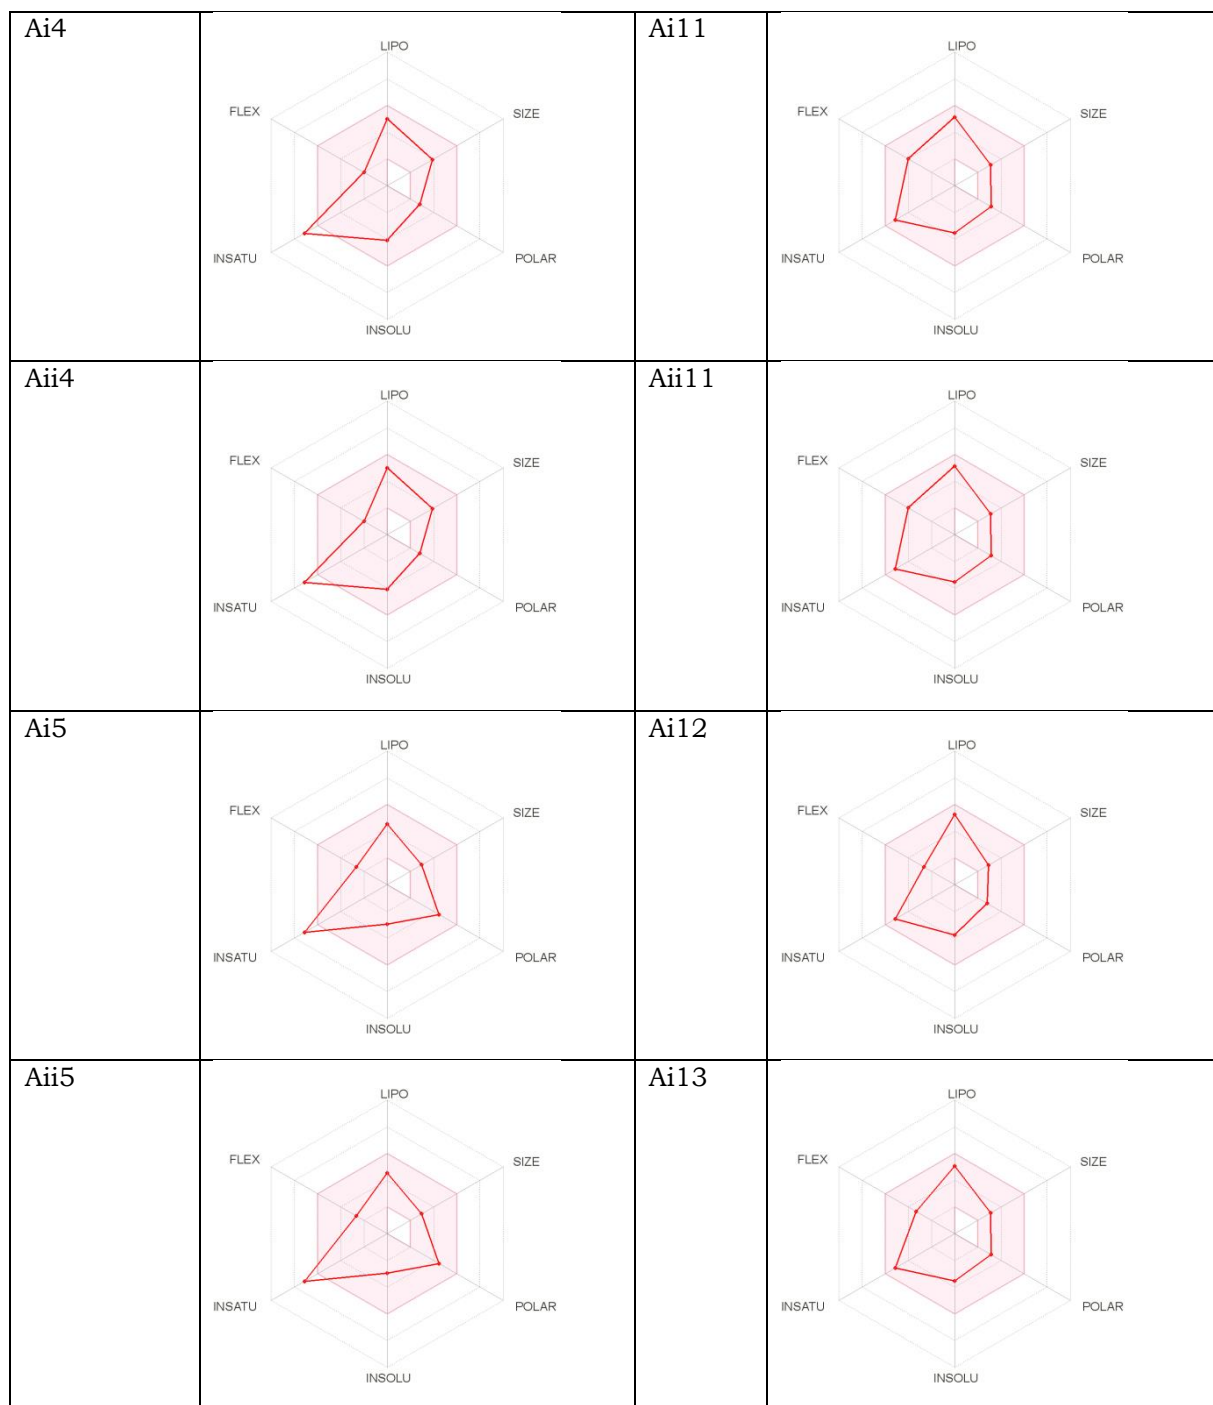 Ai4
LIPO
FLEX
SIZE
INSATU
POLAR
INSOLU
Ai11
LIPO
FLEX
SIZE
INSATU
POLAR
INSOLU
Aii4
LIPO
FLEX
SIZE
INSATU
POLAR
INSOLU
Aii11
LIPO
FLEX
SIZE
INSATU
POLAR
INSOLU
Ai5
LIPO
FLEX
SIZE
INSATU
POLAR
INSOLU
Ai12
LIPO
FLEX
SIZE
INSATU
POLAR
INSOLU
Aii5
LIPO
FLEX
SIZE
INSATU
POLAR
INSOLU
Ai13
LIPO
FLEX
SIZE
INSATU
POLAR
INSOLU